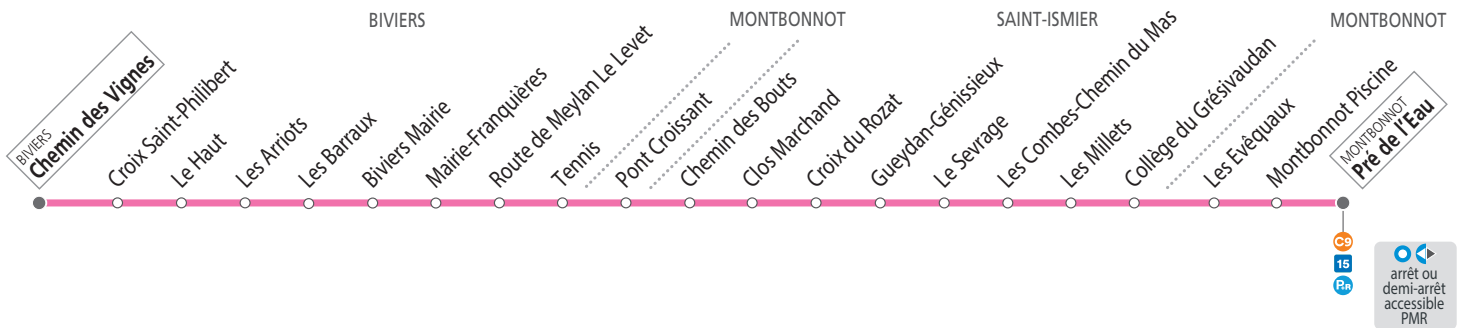 BIVIERS
MONTBONNOT
SAINT-ISMIER
MONTBONNOT
BIVIERS
Chemin des Vignes
Croix Saint-Philibert
Le Haut
Les Arriots
Les Barraux
Biviers Mairie
Mairie-Franquières
Route de Meylan Le Levet
Tennis
Pont Croissant
Chemin des Bouts
Clos Marchand
Croix du Rozat
Gueydan-Génissieux
Le Sevrage
Les Combes-Chemin du Mas
Les Millets
Collège du Grésivaudan
Les Evêquaux
Montbonnot Piscine
MONTBONNOT
Pré de l'Eau
C9
15
P+R
arrêt ou
demi-arrêt
accessible
PMR